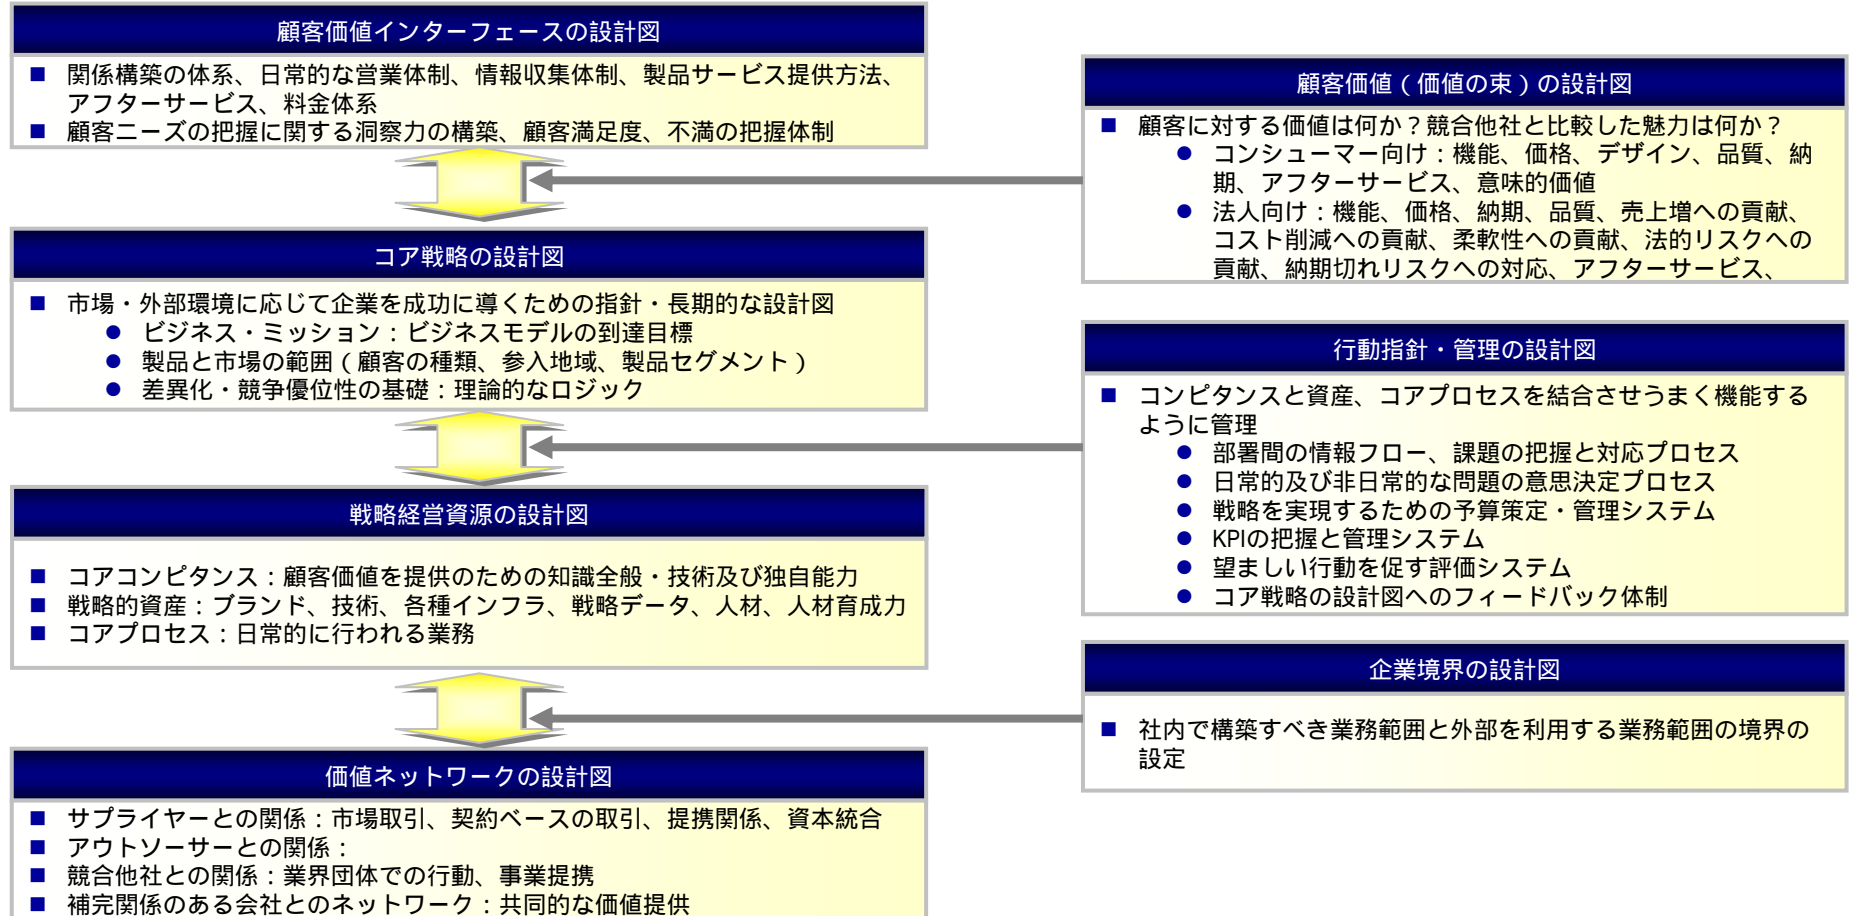 顧客価値インターフェースの設計図
■ 関係構築の体系、日常的な営業体制、情報収集体制、製品サービス提供方法、
アフターサービス、料金体系
■ 顧客ニーズの把握に関する洞察力の構築、顧客満足度、不満の把握体制
コア戦略の設計図
■ 市場・外部環境に応じて企業を成功に導くための指針・長期的な設計図
● ビジネス・ミッション：ビジネスモデルの到達目標
● 製品と市場の範囲（顧客の種類、参入地域、製品セグメント）
● 差異化・競争優位性の基礎：理論的なロジック
戦略経営資源の設計図
■ コアコンピタンス：顧客価値を提供のための知識全般・技術及び独自能力
■ 戦略的資産：ブランド、技術、各種インフラ、戦略データ、人材、人材育成力
■ コアプロセス：日常的に行われる業務
価値ネットワークの設計図
■ サプライヤーとの関係：市場取引、契約ベースの取引、提携関係、資本統合
■ アウトソーサーとの関係：
■ 競合他社との関係：業界団体での行動、事業提携
■ 補完関係のある会社とのネットワーク：共同的な価値提供
顧客価値（価値の束）の設計図
■ 顧客に対する価値は何か？競合他社と比較した魅力は何か？
● コンシューマー向け：機能、価格、デザイン、品質、納
期、アフターサービス、意味的価値
● 法人向け：機能、価格、納期、品質、売上増への貢献、
コスト削減への貢献、柔軟性への貢献、法的リスクへの
貢献、納期切れリスクへの対応、アフターサービス、
行動指針・管理の設計図
■ コンピタンスと資産、コアプロセスを結合させうまく機能する
ように管理
● 部署間の情報フロー、課題の把握と対応プロセス
● 日常的及び非日常的な問題の意思決定プロセス
● 戦略を実現するための予算策定・管理システム
● KPIの把握と管理システム
● 望ましい行動を促す評価システム
● コア戦略の設計図へのフィードバック体制
企業境界の設計図
■ 社内で構築すべき業務範囲と外部を利用する業務範囲の境界の
設定